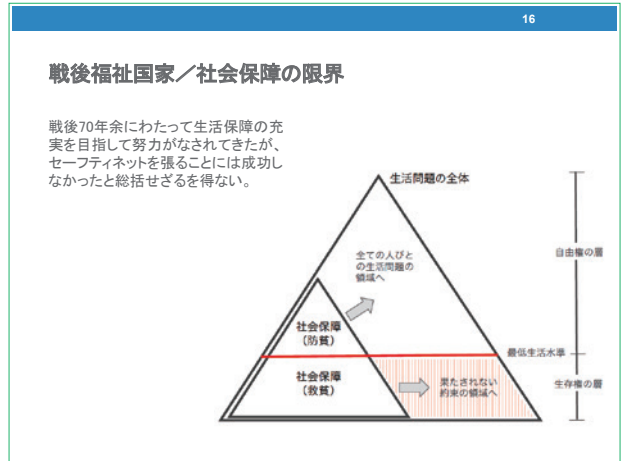 16
戦後福祉国家／社会保障の限界
戦後70年余にわたって生活保障の充
実を目指して努力がなされてきたが、
セーフティネットを張ることには成功し
なかったと総括せざるを得ない。
生活問題の全体
全ての人びと
の生活問題の
領域へ
自由権の層
社会保障
（防貧）
最低生活水準
社会保障
（救貧）
果たされない
約束の領域へ
生存権の層